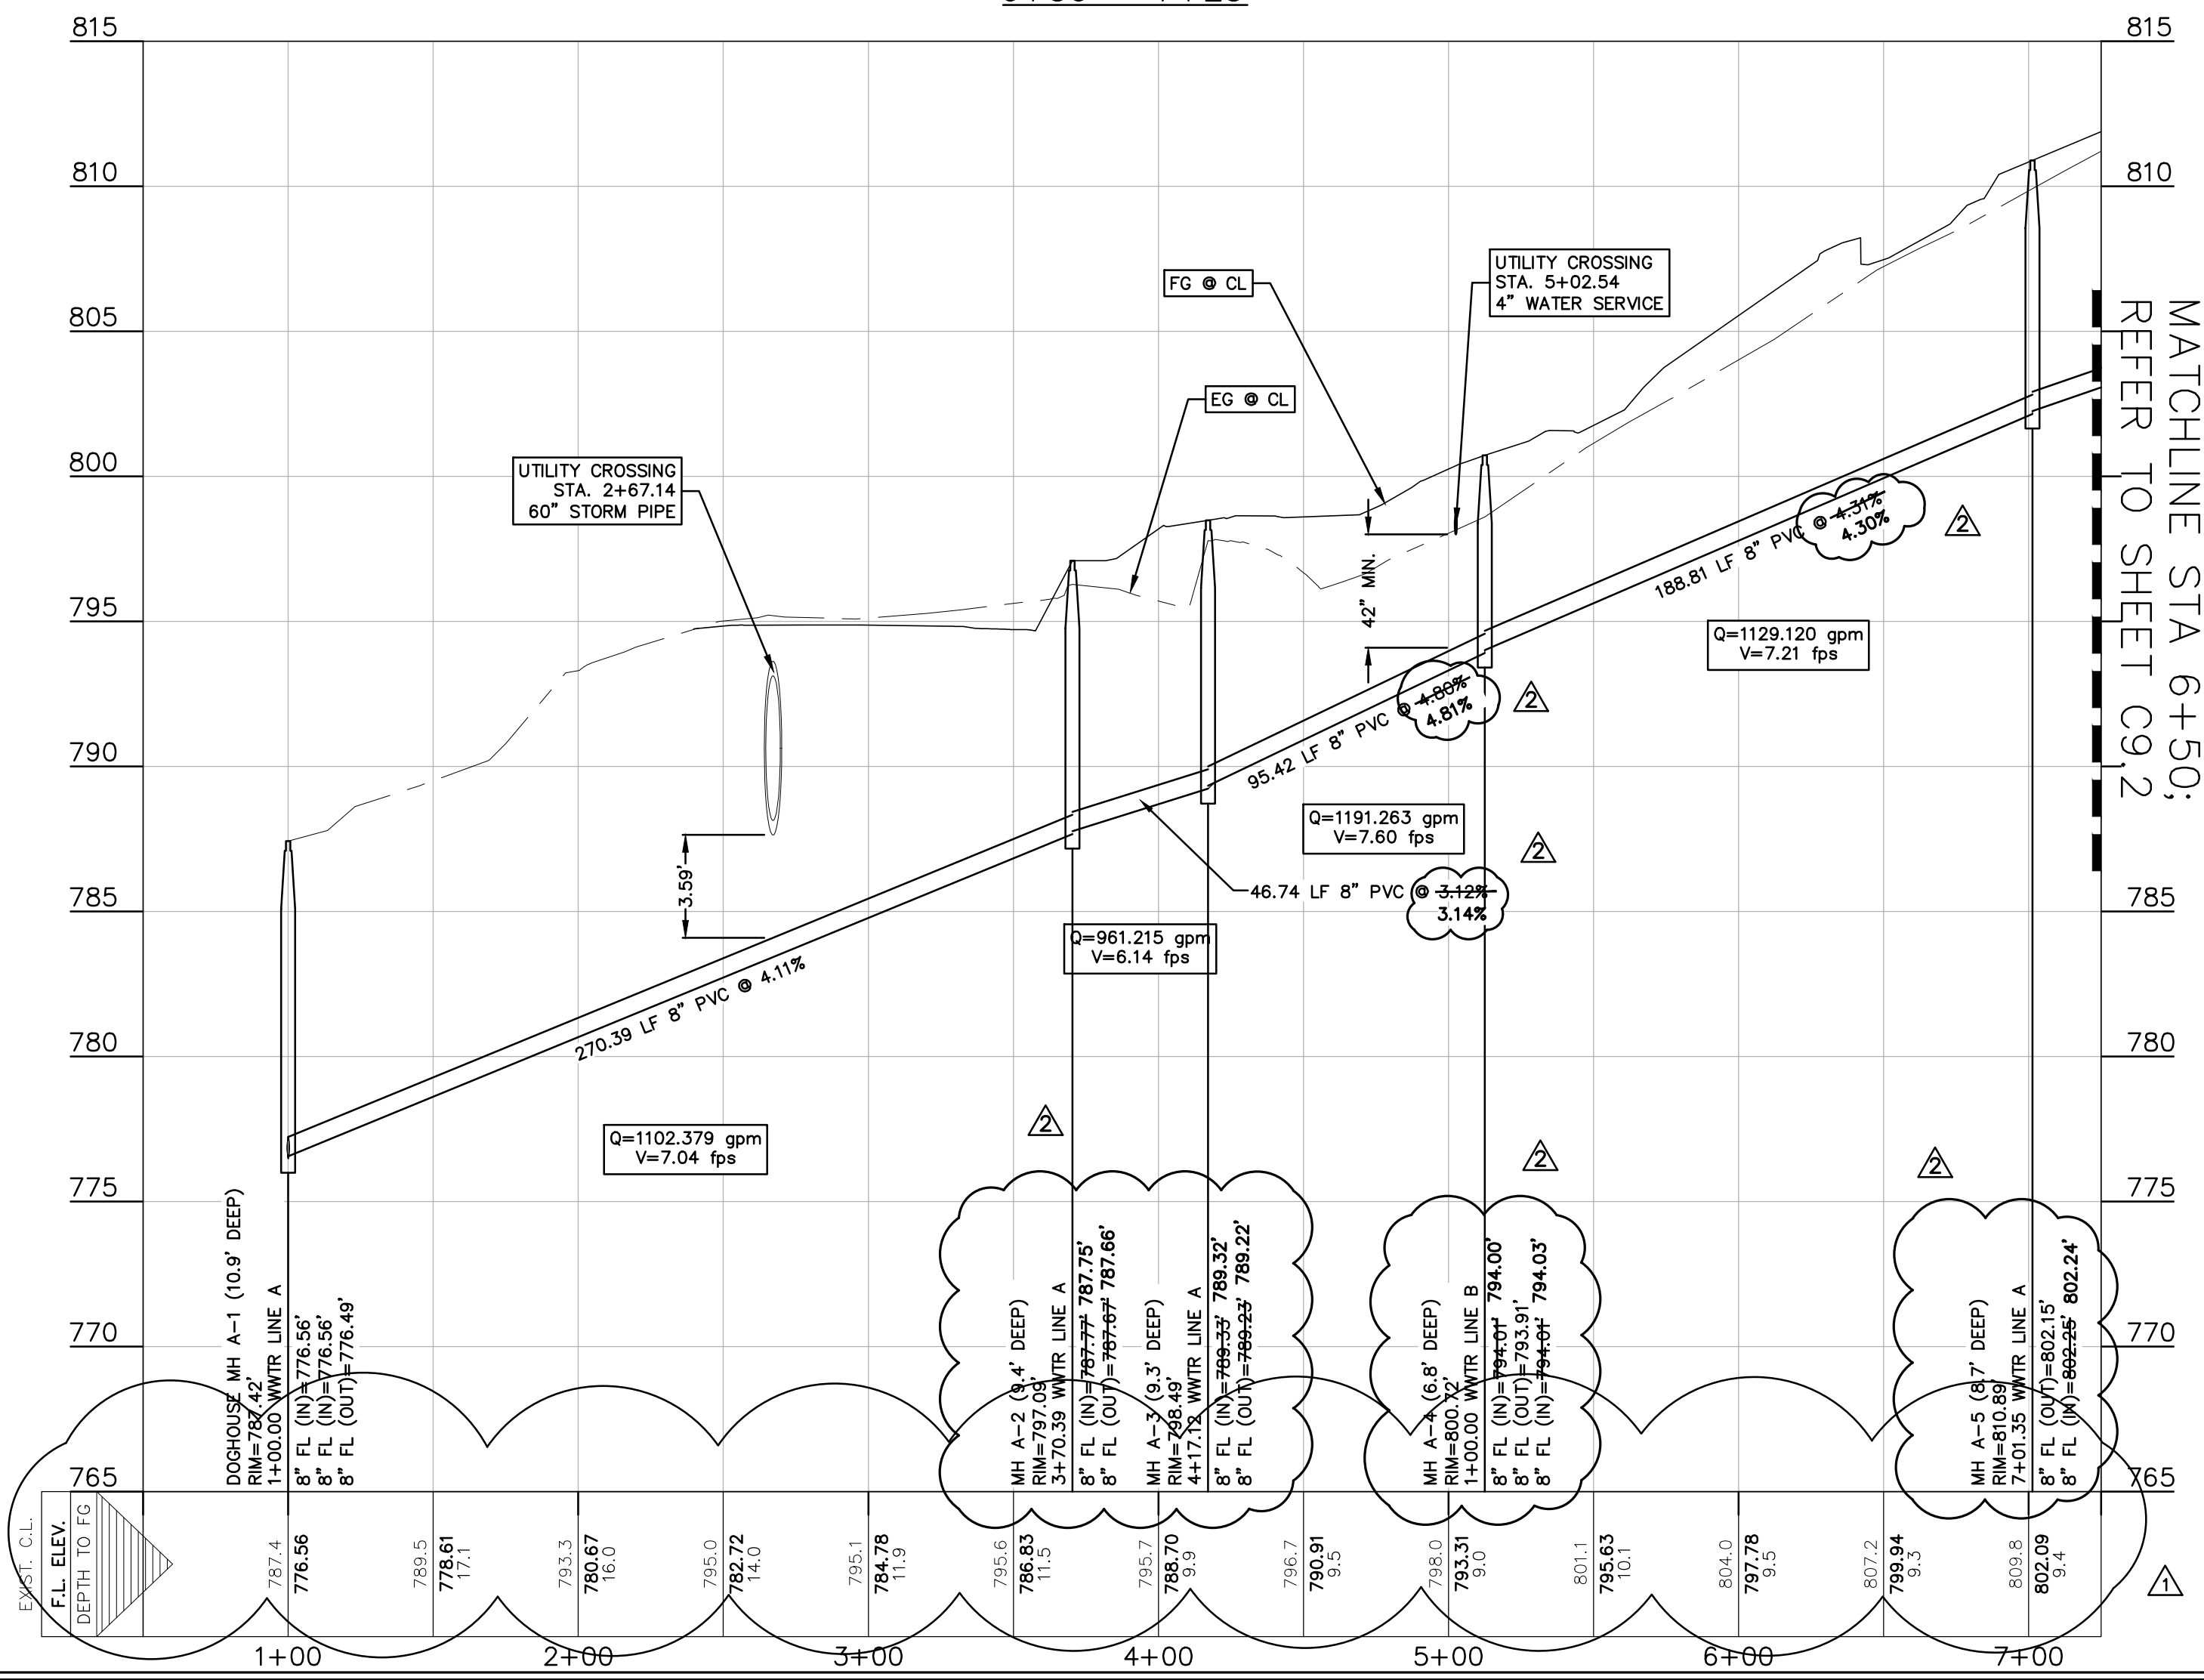 815
810
805
800
795
790
785
780
775
770
765
815
810
785
780
775
770
765
MATCHLINE STA 6+50;
REFER TO SHEET C9.2
UTILITY CROSSING
STA. 2+67.14
60" STORM PIPE
FG @ CL
EG @ CL
UTILITY CROSSING
STA. 5+02.54
4" WATER SERVICE
42" MIN.
3.59'
270.39 LF 8" PVC @ 4.11%
46.74 LF 8" PVC @ 3.12%
3.14%
95.42 LF 8" PVC @ 4.80%
4.81%
188.81 LF 8" PVC @ 4.31%
4.30%
2
2
2
2
2
2
Q=1102.379 gpm
V=7.04 fps
Q=961.215 gpm
V=6.14 fps
Q=1191.263 gpm
V=7.60 fps
Q=1129.120 gpm
V=7.21 fps
DOGHOUSE MH A-1 (10.9' DEEP)
RIM=787.42'
1+00.00 WWTR LINE A
8" FL (IN)=776.56'
8" FL (IN)=776.56'
8" FL (OUT)=776.49'
MH A-2 (9.4' DEEP)
RIM=797.09'
3+70.39 WWTR LINE A
8" FL (IN)=787.77' 787.75'
8" FL (OUT)=787.67' 787.66'
MH A-3 (9.3' DEEP)
RIM=798.49'
4+17.12 WWTR LINE A
8" FL (IN)=789.33' 789.32'
8" FL (OUT)=789.23' 789.22'
MH A-4 (6.8' DEEP)
RIM=800.72'
1+00.00 WWTR LINE B
8" FL (IN)=794.01' 794.00'
8" FL (OUT)=793.91'
8" FL (IN)=794.01' 794.03'
MH A-5 (8.7' DEEP)
RIM=810.89'
7+01.35 WWTR LINE A
8" FL (OUT)=802.15'
8" FL (IN)=802.25' 802.24'
EXIST. C.L.
F.L. ELEV.
DEPTH TO FG
787.4
776.56
789.5
778.61
17.1
793.3
780.67
16.0
795.0
782.72
14.0
795.1
784.78
11.9
795.6
786.83
11.5
795.7
788.70
9.9
796.7
790.91
9.5
798.0
793.31
9.0
801.1
795.63
10.1
804.0
797.78
9.5
807.2
799.94
9.3
809.8
802.09
9.4
1
1+00
2+00
3+00
4+00
5+00
6+00
7+00